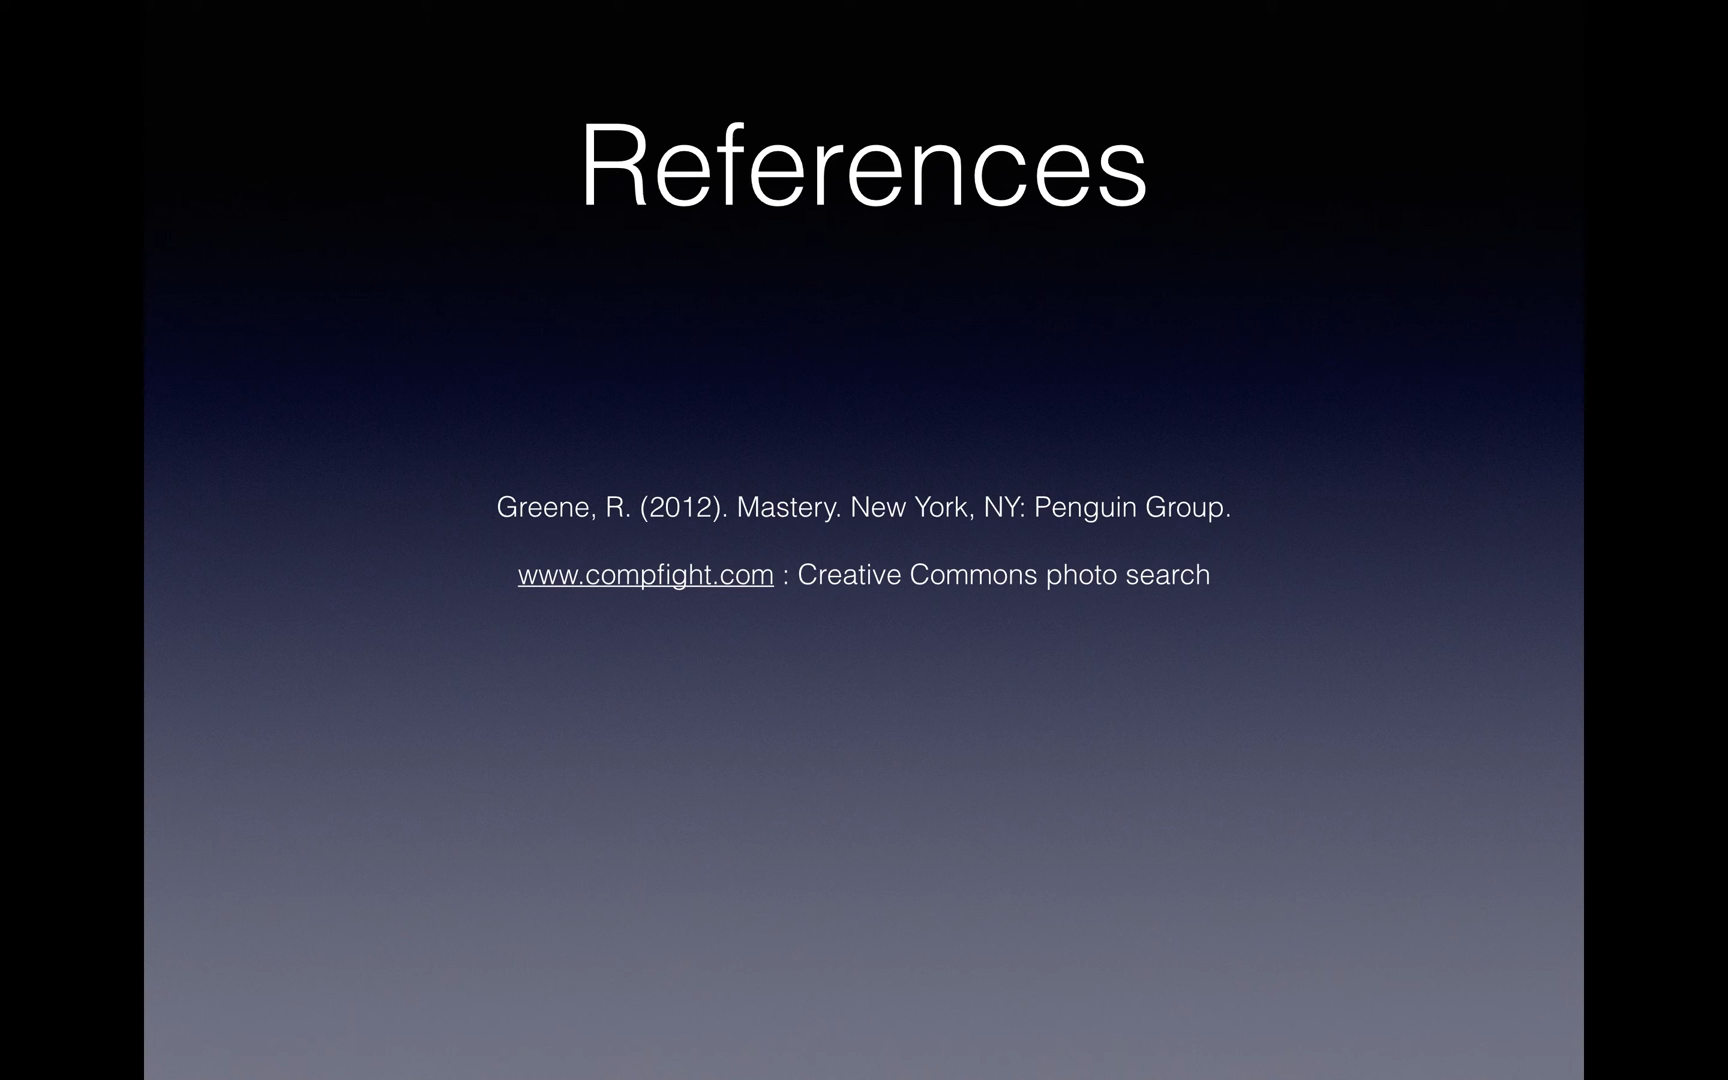 References
Greene, R. (2012). Mastery. New York, NY: Penguin Group.
www.compfight.com : Creative Commons photo search